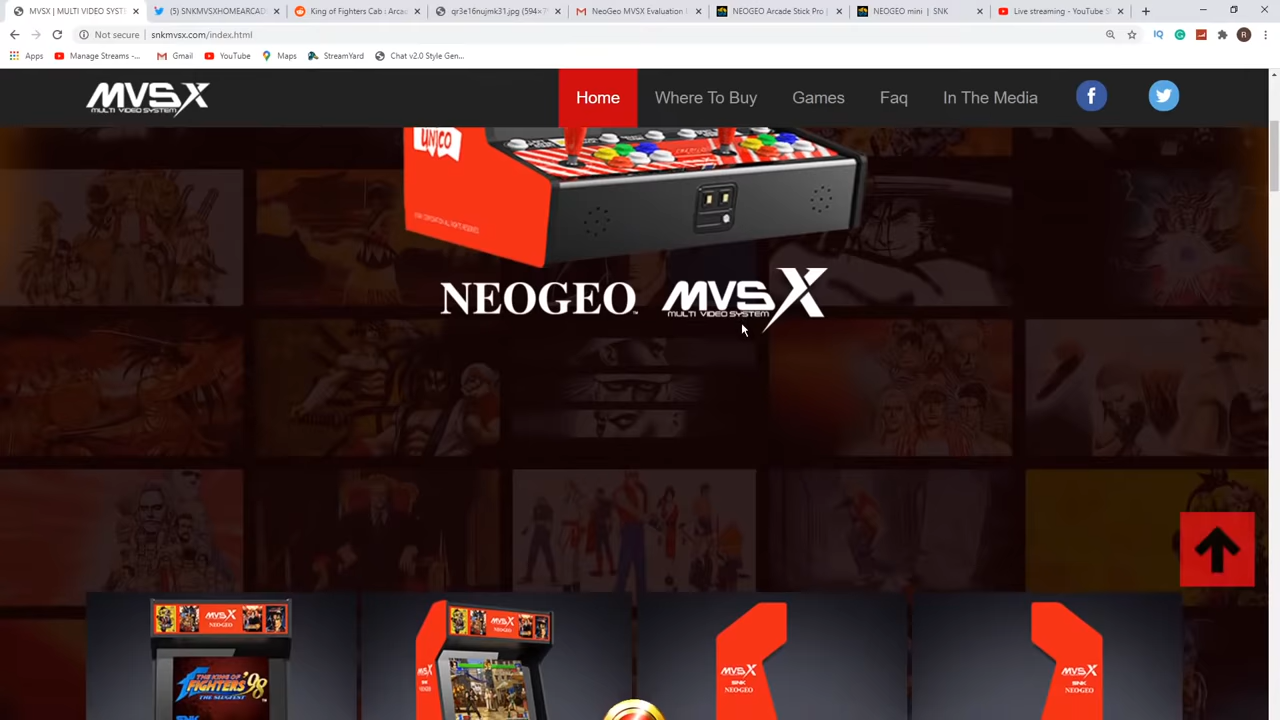 MVSX | MULTI VIDEO SYST
(5) SNKMVSXHOMEARCAD
King of Fighters Cab : Arca
qr3e16nujmk31.jpg (594×
NeoGeo MVSX Evaluation
NEOGEO Arcade Stick Pro |
NEOGEO mini | SNK
Live streaming - YouTube S
Not secure | snkmvsx.com/index.html
Apps
Manage Streams -...
Gmail
YouTube
Maps
StreamYard
Chat v2.0 Style Gen...
MVSX
MULTI VIDEO SYSTEM
Home
Where To Buy
Games
Faq
In The Media
UNICO
NEOGEO™ MVSX
MULTI VIDEO SYSTEM
MVSX
NEOGEO
MVSX
NEOGEO
THE KING OF
FIGHTERS'98
THE SLUGFEST
SNK
MVSX
MVSX
SNK
NEOGEO
MVSX
SNK
NEOGEO